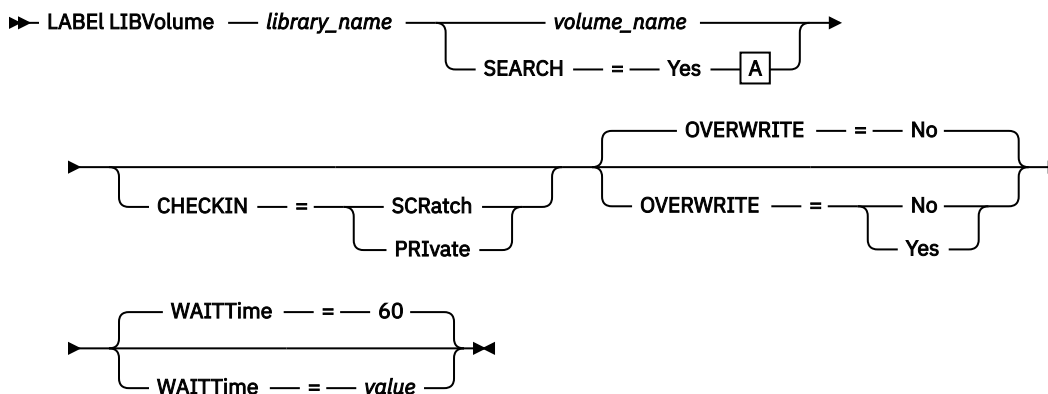 LABEl LIBVolume library_name volume_name
SEARCH = Yes A
OVERWRITE = No
CHECKIN = SCRatch OVERWRITE = No
PRIvate Yes
WAITTime = 60
WAITTime = value